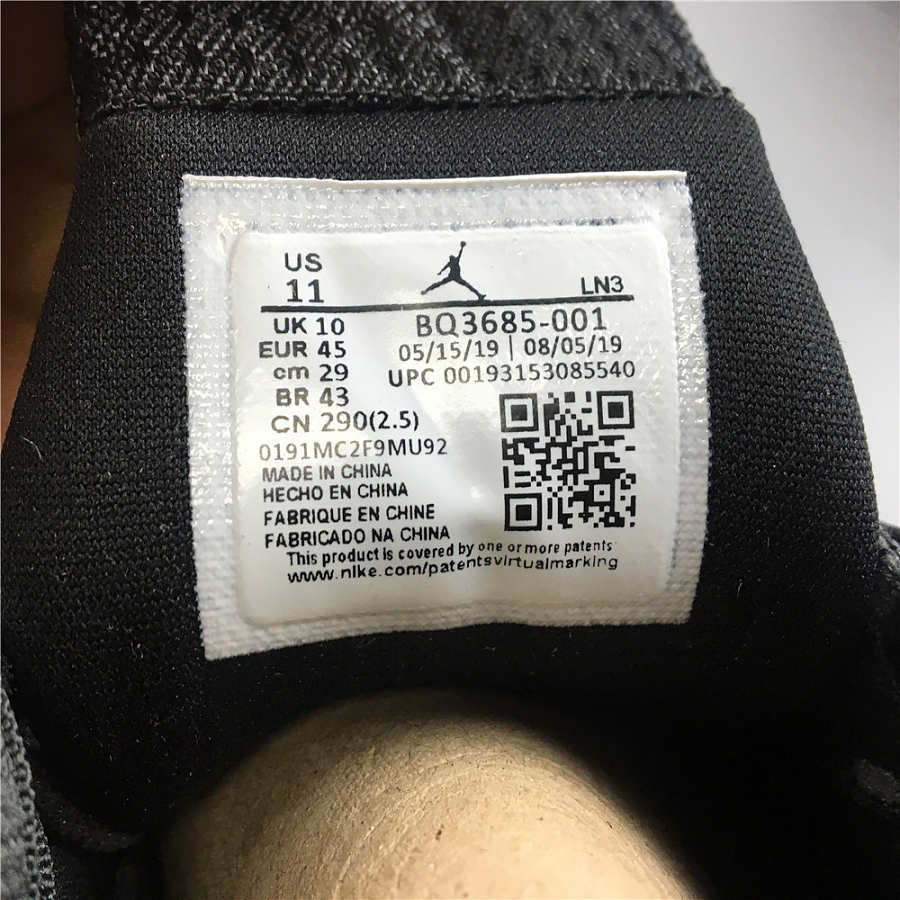 US
11
LN3
UK 10
BQ3685-001
EUR 45
05/15/19 | 08/05/19
cm 29
UPC 00193153085540
BR 43
CN 290(2.5)
0191MC2F9MU92
MADE IN CHINA
HECHO EN CHINA
FABRIQUE EN CHINE
FABRICADO NA CHINA
This product is covered by one or more patents
www.nike.com/patentsvirtualmarking